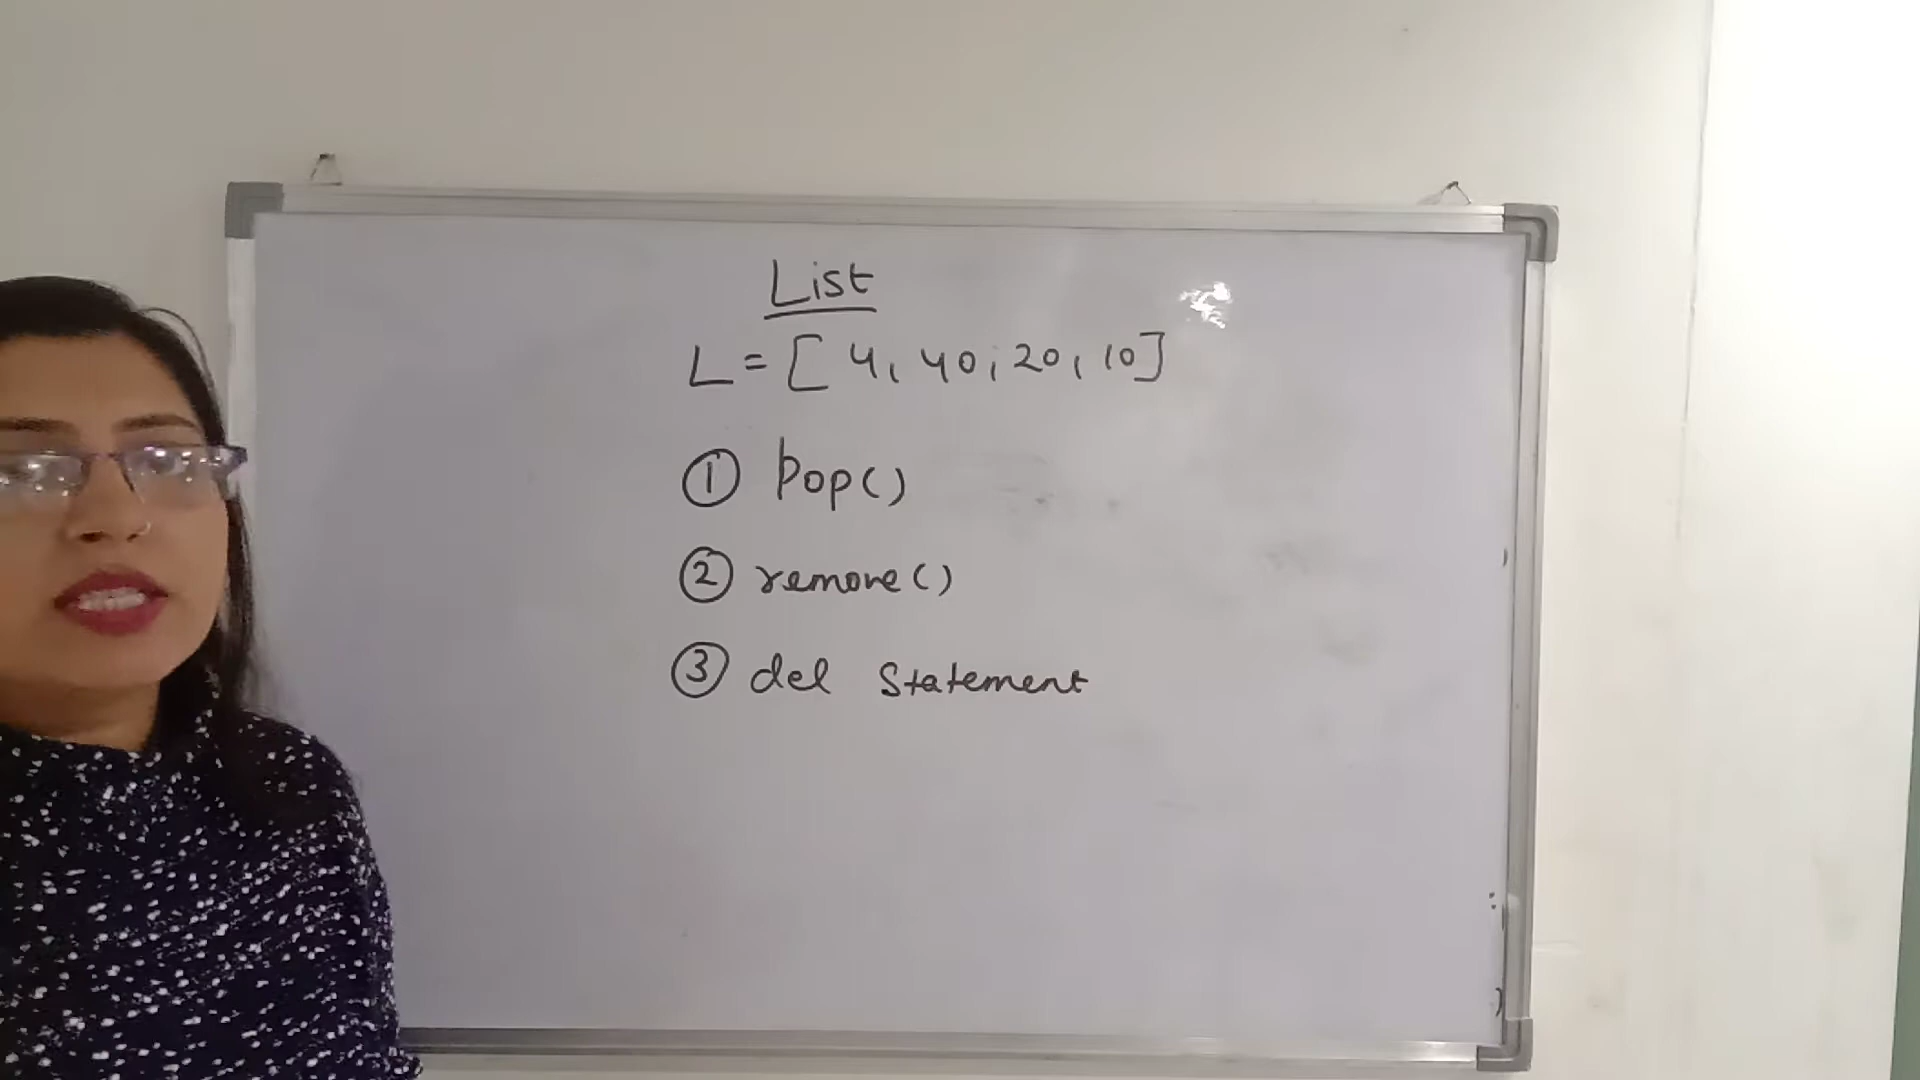 List
L = [ 4, 40, 20, 10]
① pop()
② remove()
③ del Statement